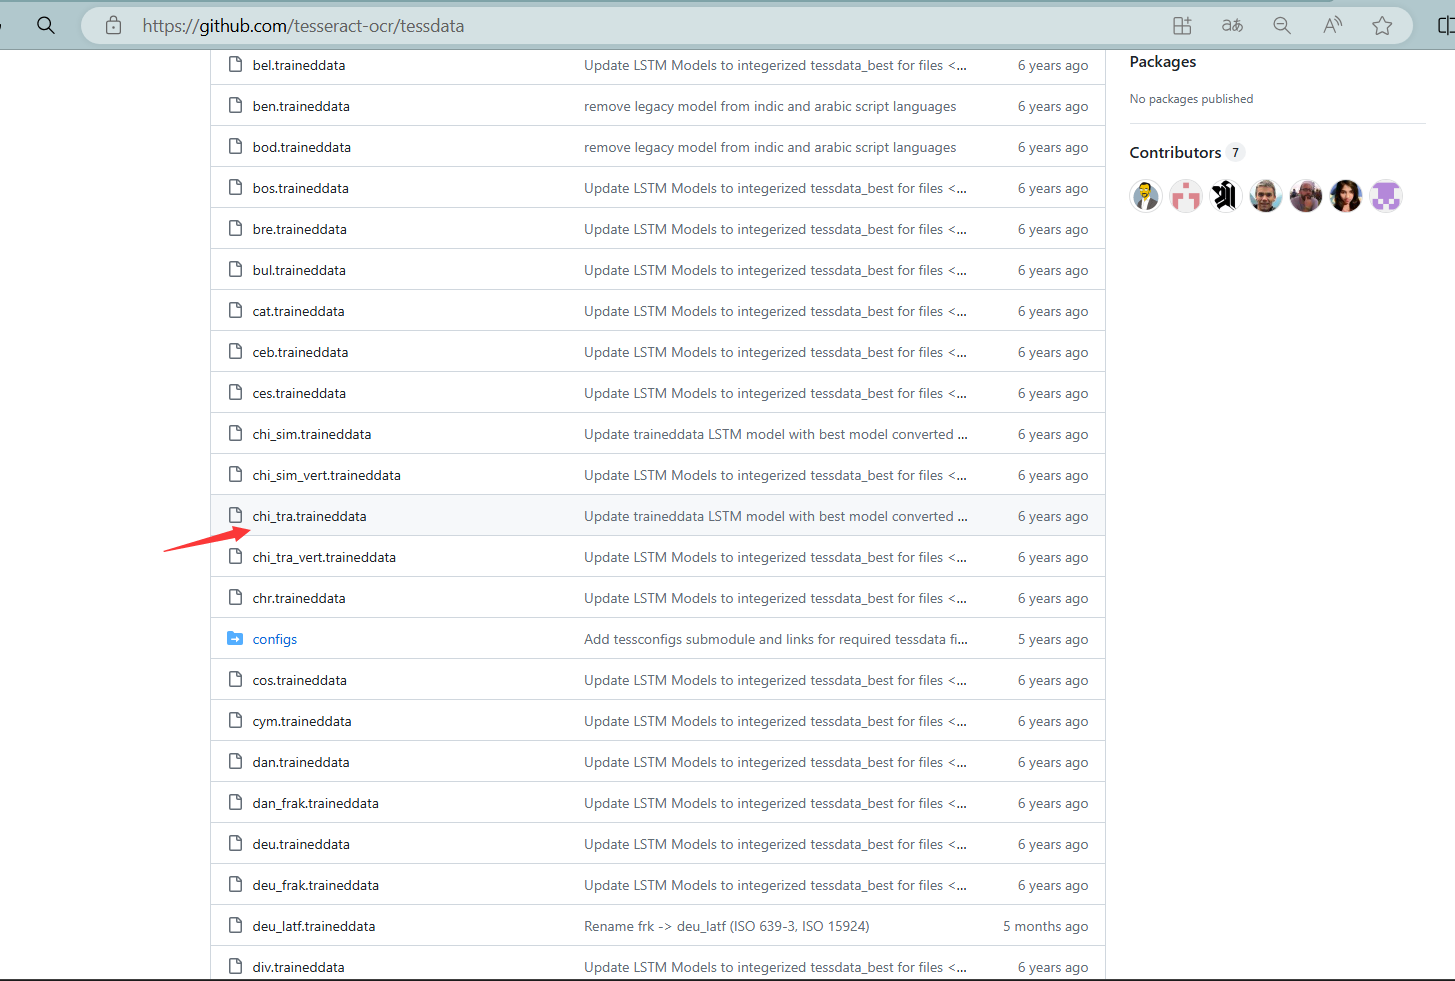 https://github.com/tesseract-ocr/tessdata
bel.traineddata Update LSTM Models to integerized tessdata_best for files <... 6 years ago
ben.traineddata remove legacy model from indic and arabic script languages 6 years ago
bod.traineddata remove legacy model from indic and arabic script languages 6 years ago
bos.traineddata Update LSTM Models to integerized tessdata_best for files <... 6 years ago
bre.traineddata Update LSTM Models to integerized tessdata_best for files <... 6 years ago
bul.traineddata Update LSTM Models to integerized tessdata_best for files <... 6 years ago
cat.traineddata Update LSTM Models to integerized tessdata_best for files <... 6 years ago
ceb.traineddata Update LSTM Models to integerized tessdata_best for files <... 6 years ago
ces.traineddata Update LSTM Models to integerized tessdata_best for files <... 6 years ago
chi_sim.traineddata Update traineddata LSTM model with best model converted ... 6 years ago
chi_sim_vert.traineddata Update LSTM Models to integerized tessdata_best for files <... 6 years ago
chi_tra.traineddata Update traineddata LSTM model with best model converted ... 6 years ago
chi_tra_vert.traineddata Update LSTM Models to integerized tessdata_best for files <... 6 years ago
chr.traineddata Update LSTM Models to integerized tessdata_best for files <... 6 years ago
configs Add tessconfigs submodule and links for required tessdata fi... 5 years ago
cos.traineddata Update LSTM Models to integerized tessdata_best for files <... 6 years ago
cym.traineddata Update LSTM Models to integerized tessdata_best for files <... 6 years ago
dan.traineddata Update LSTM Models to integerized tessdata_best for files <... 6 years ago
dan_frak.traineddata Update LSTM Models to integerized tessdata_best for files <... 6 years ago
deu.traineddata Update LSTM Models to integerized tessdata_best for files <... 6 years ago
deu_frak.traineddata Update LSTM Models to integerized tessdata_best for files <... 6 years ago
deu_latf.traineddata Rename frk -> deu_latf (ISO 639-3, ISO 15924) 5 months ago
div.traineddata Update LSTM Models to integerized tessdata_best for files <... 6 years ago
Packages
No packages published
Contributors 7